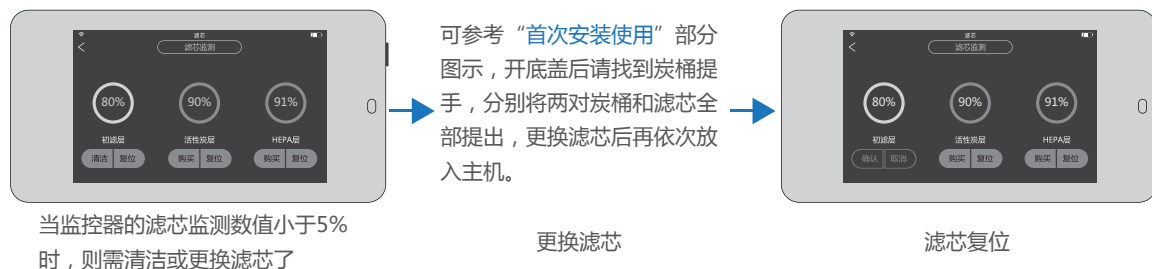 滤芯
滤芯监测
80%
90%
91%
初滤层
活性炭层
HEPA层
清洁 复位
购买 复位
购买 复位
当监控器的滤芯监测数值小于5%
时，则需清洁或更换滤芯了
可参考“首次安装使用”部分
图示，开底盖后请找到炭桶提
手，分别将两对炭桶和滤芯全
部提出，更换滤芯后再依次放
入主机。
更换滤芯
滤芯
滤芯监测
80%
90%
91%
初滤层
活性炭层
HEPA层
确认 取消
购买 复位
购买 复位
滤芯复位